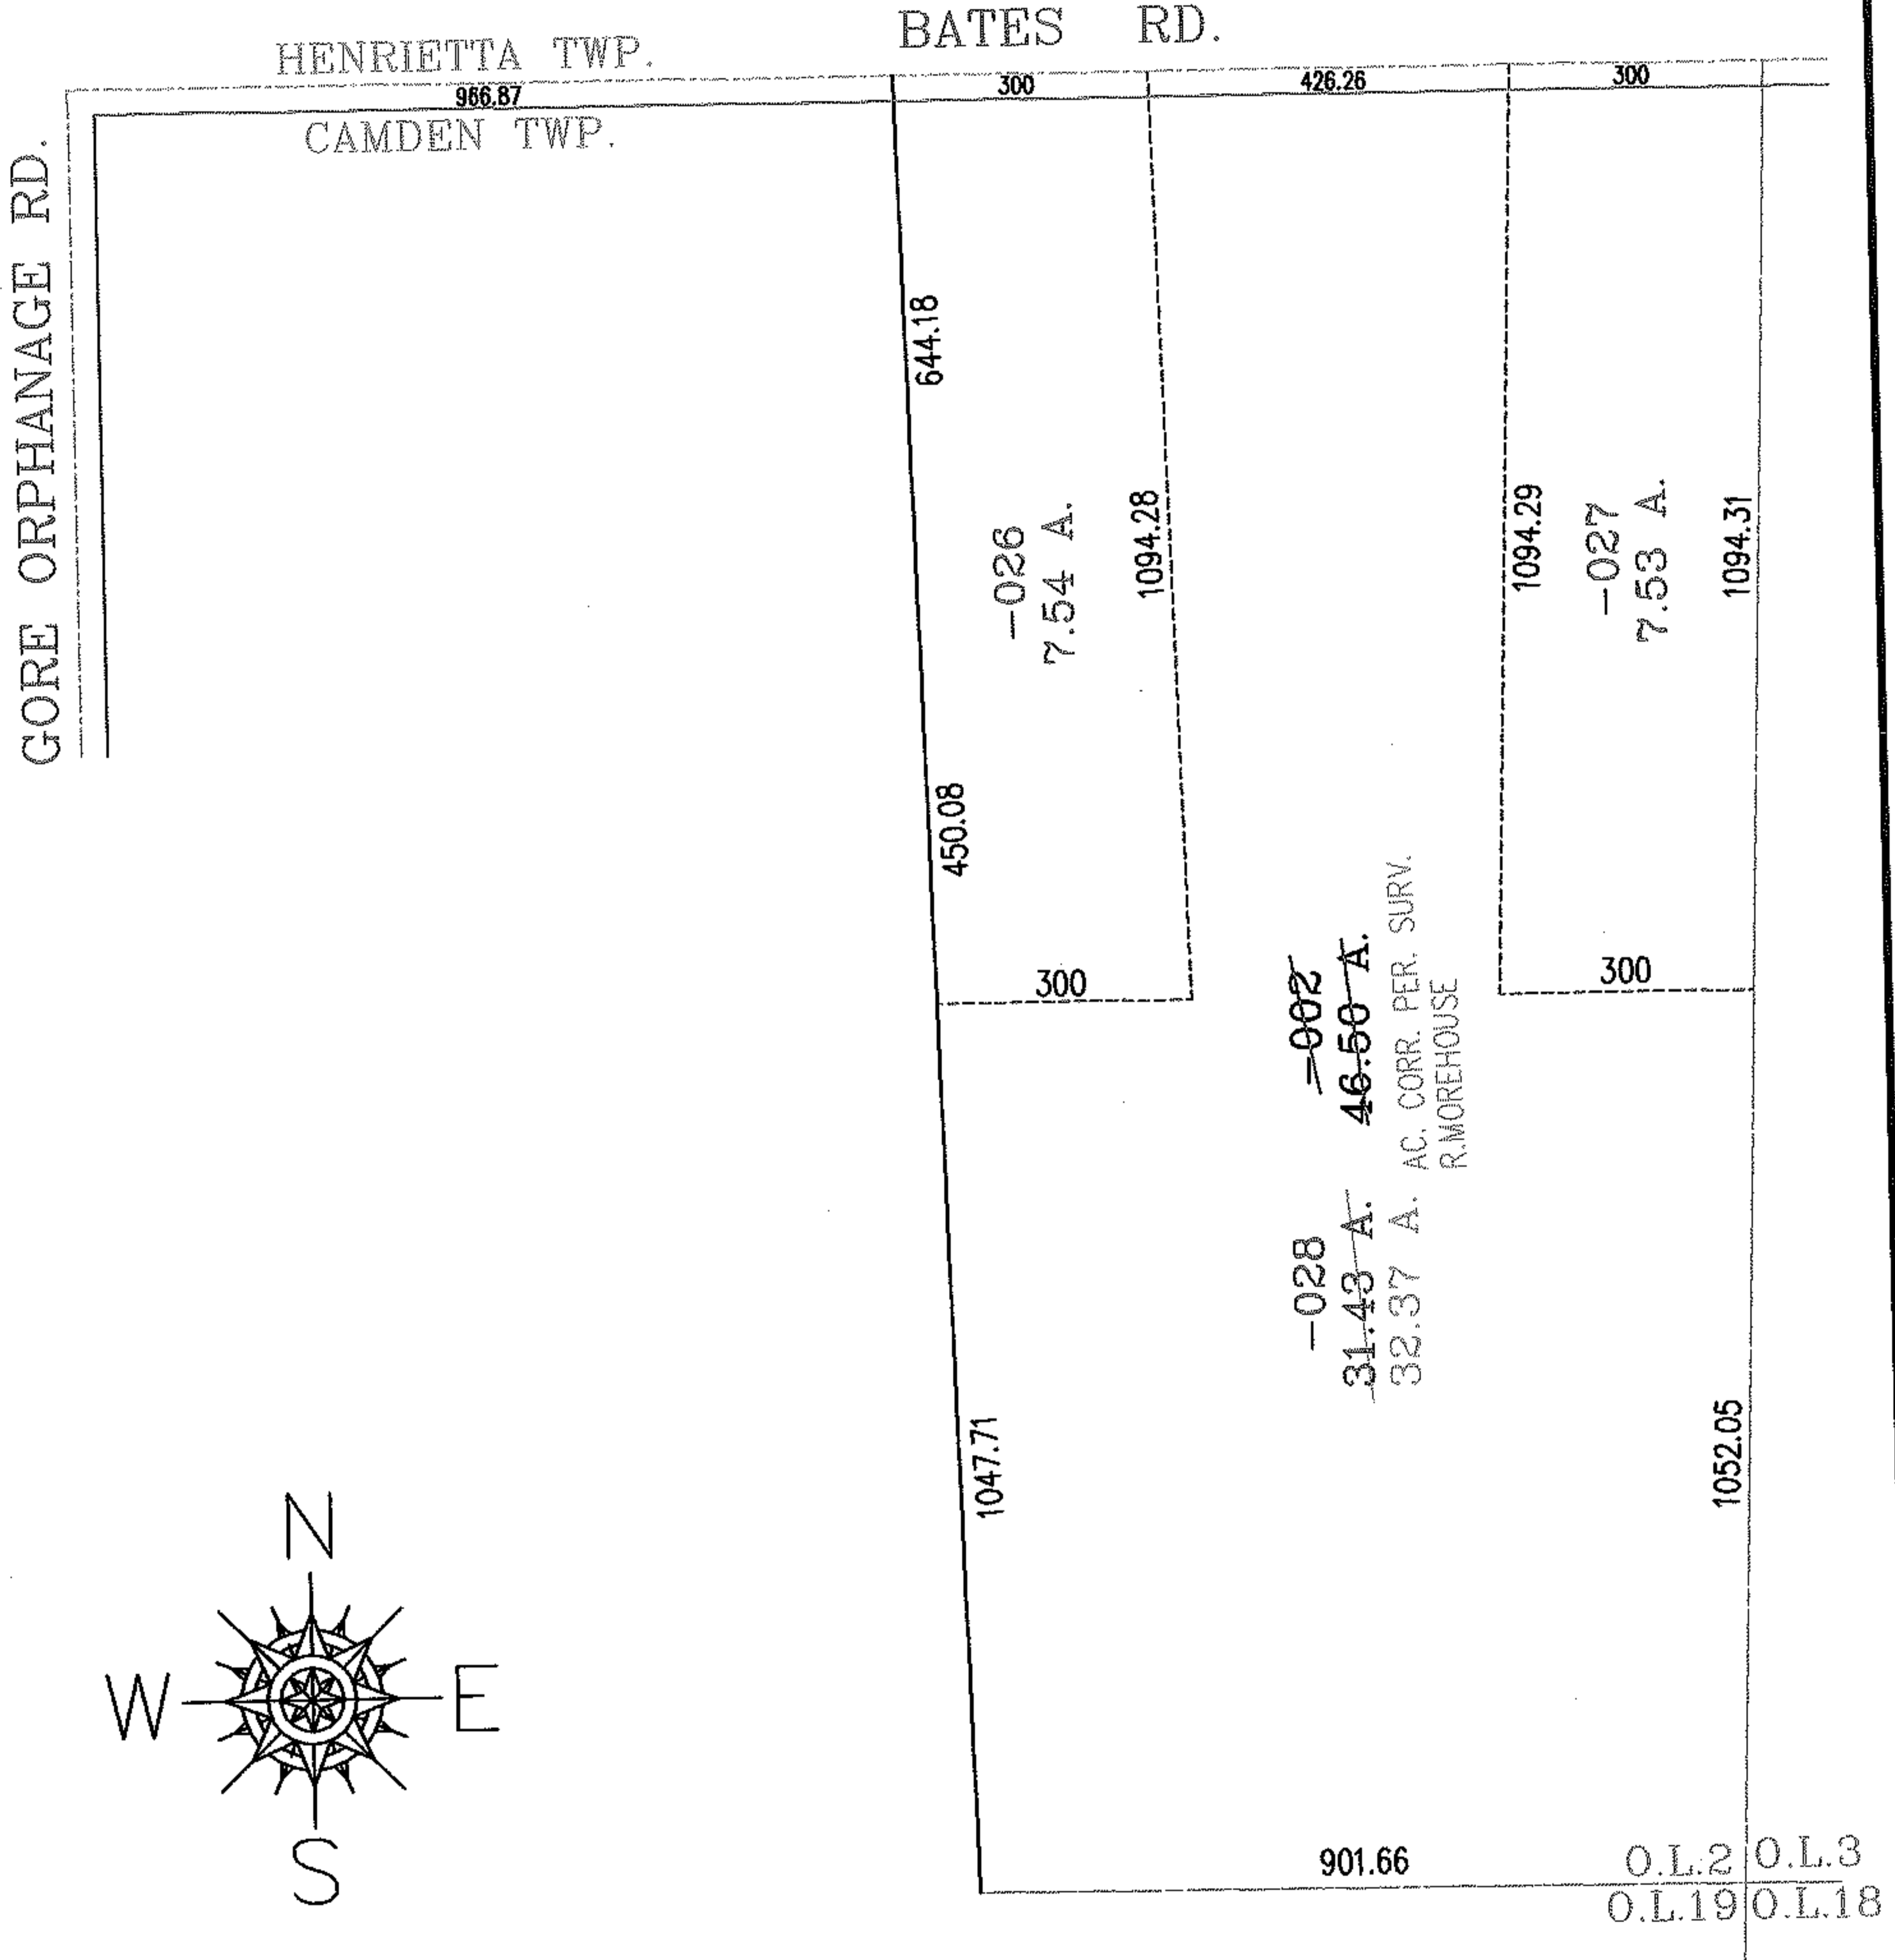 BATES RD.
HENRIETTA TWP.
966.87
300
426.26
300
CAMDEN TWP.
GORE ORPHANAGE RD.
644.18
-026
7.54 A.
1094.28
1094.29
-027
7.53 A.
1094.31
450.08
300
300
-002
46.50 A.
AC. CORR. PER. SURV.
R.MOREHOUSE
-028
31.43 A.
32.37 A.
1047.71
1052.05
N
W
E
S
901.66
O.L.2
O.L.3
O.L.19
O.L.18